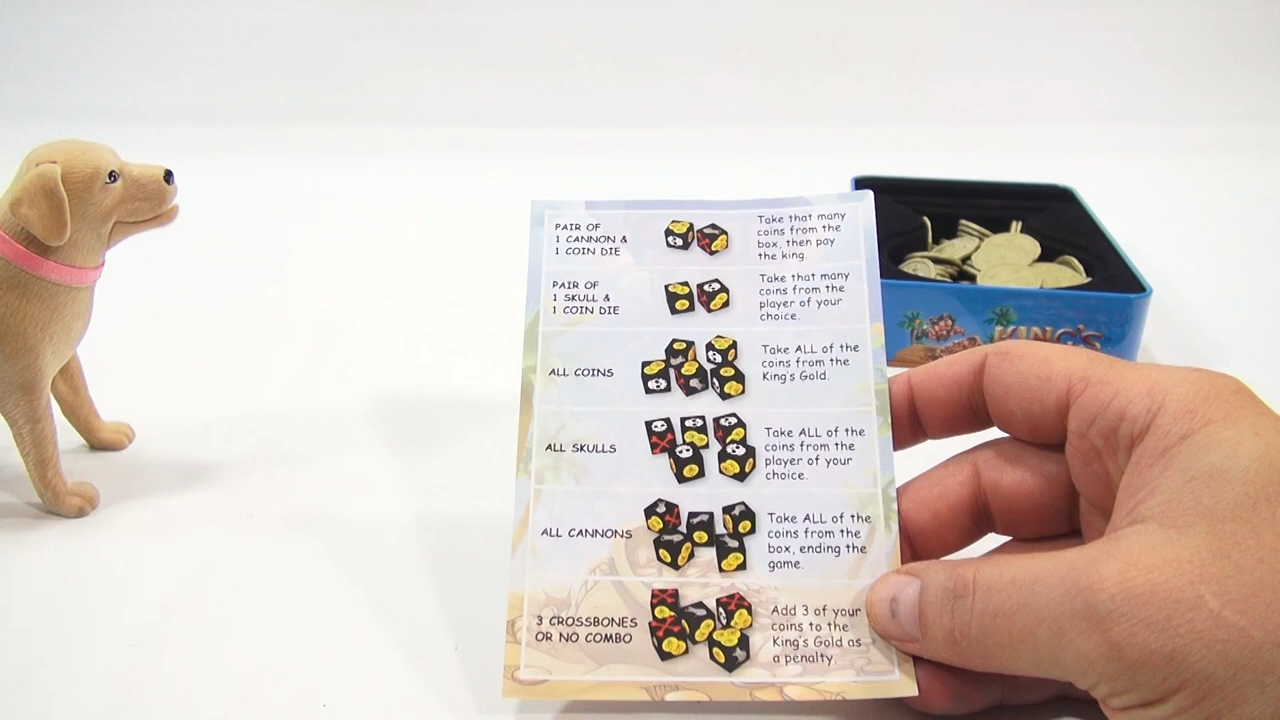 PAIR OF
1 CANNON &
1 COIN DIE
Take that many
coins from the
box, then pay
the king.
PAIR OF
1 SKULL &
1 COIN DIE
Take that many
coins from the
player of your
choice.
ALL COINS
Take ALL of the
coins from the
King's Gold.
ALL SKULLS
Take ALL of the
coins from the
player of your
choice.
ALL CANNONS
Take ALL of the
coins from the
box, ending the
game.
3 CROSSBONES
OR NO COMBO
Add 3 of your
coins to the
King's Gold as
a penalty.
KING'S